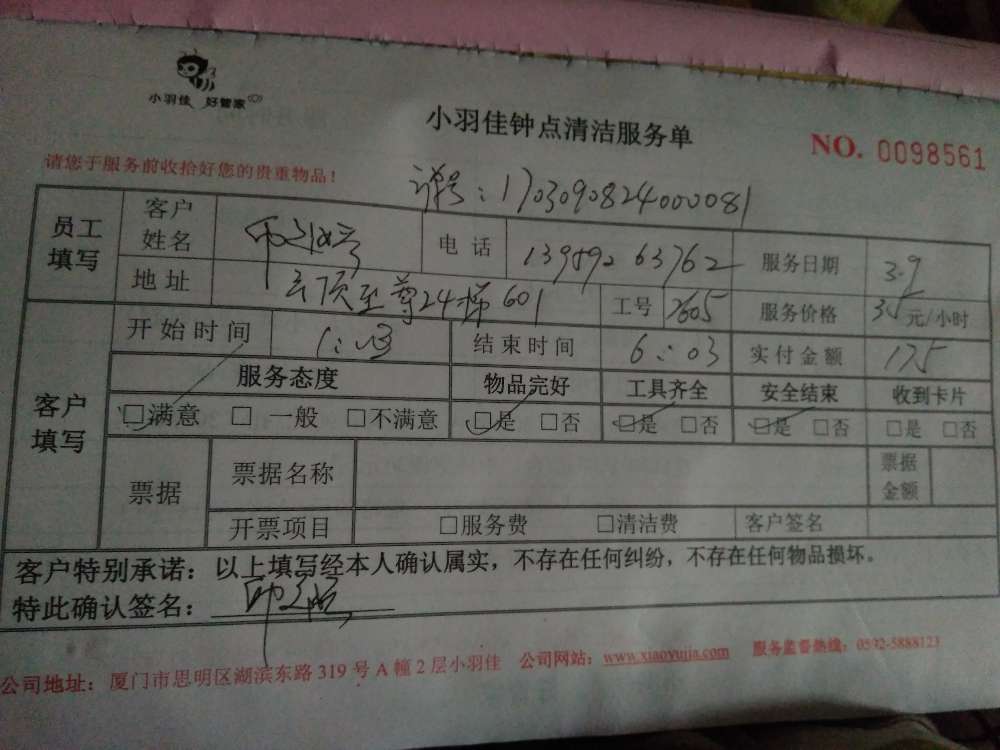 小羽佳 好管家
小羽佳钟点清洁服务单
NO. 0098561
请您于服务前收拾好您的贵重物品！
单号：1703090824000081
员工填写 客户姓名 电话 13959263762 服务日期 3.9
地址 云顶至尊24梯601 工号 2605 服务价格 35元/小时
客户填写 开始时间 1:03 结束时间 6:03 实付金额 175
服务态度 物品完好 工具齐全 安全结束 收到卡片
□满意 □一般 □不满意 □是 □否 □是 □否 □是 □否 □是 □否
票据 票据名称 票据金额
开票项目 □服务费 □清洁费 客户签名
客户特别承诺：以上填写经本人确认属实，不存在任何纠纷，不存在任何物品损坏。
特此确认签名：
公司地址：厦门市思明区湖滨东路319号A幢2层小羽佳 公司网站：www.xiaoyujia.com 服务监督热线：0592-5888123